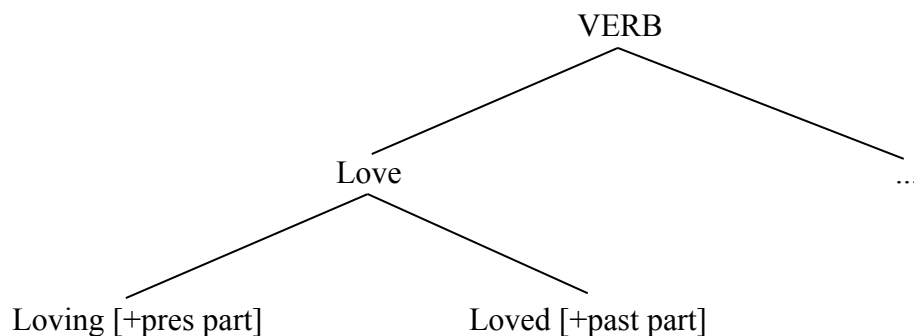 VERB
Love
...
Loving [+pres part]
Loved [+past part]